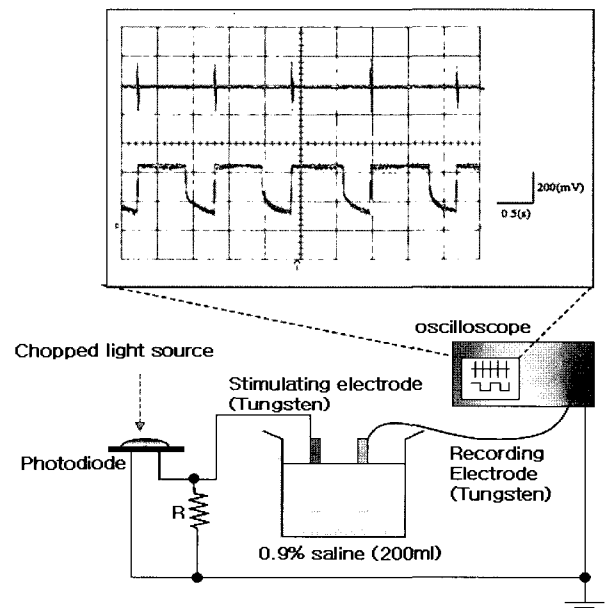 200(mV)
0.5(s)
oscilloscope
Chopped light source
Stimulating electrode
(Tungsten)
Photodiode
R
Recording
Electrode
(Tungsten)
0.9% saline (200ml)